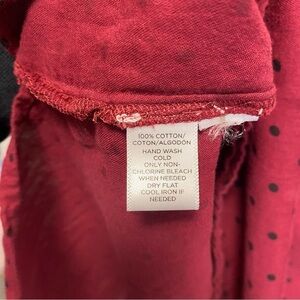 100% COTTON/
COTON/ALGODON
HAND WASH
COLD
ONLY NON-
CHLORINE BLEACH
WHEN NEEDED
DRY FLAT
COOL IRON IF
NEEDED